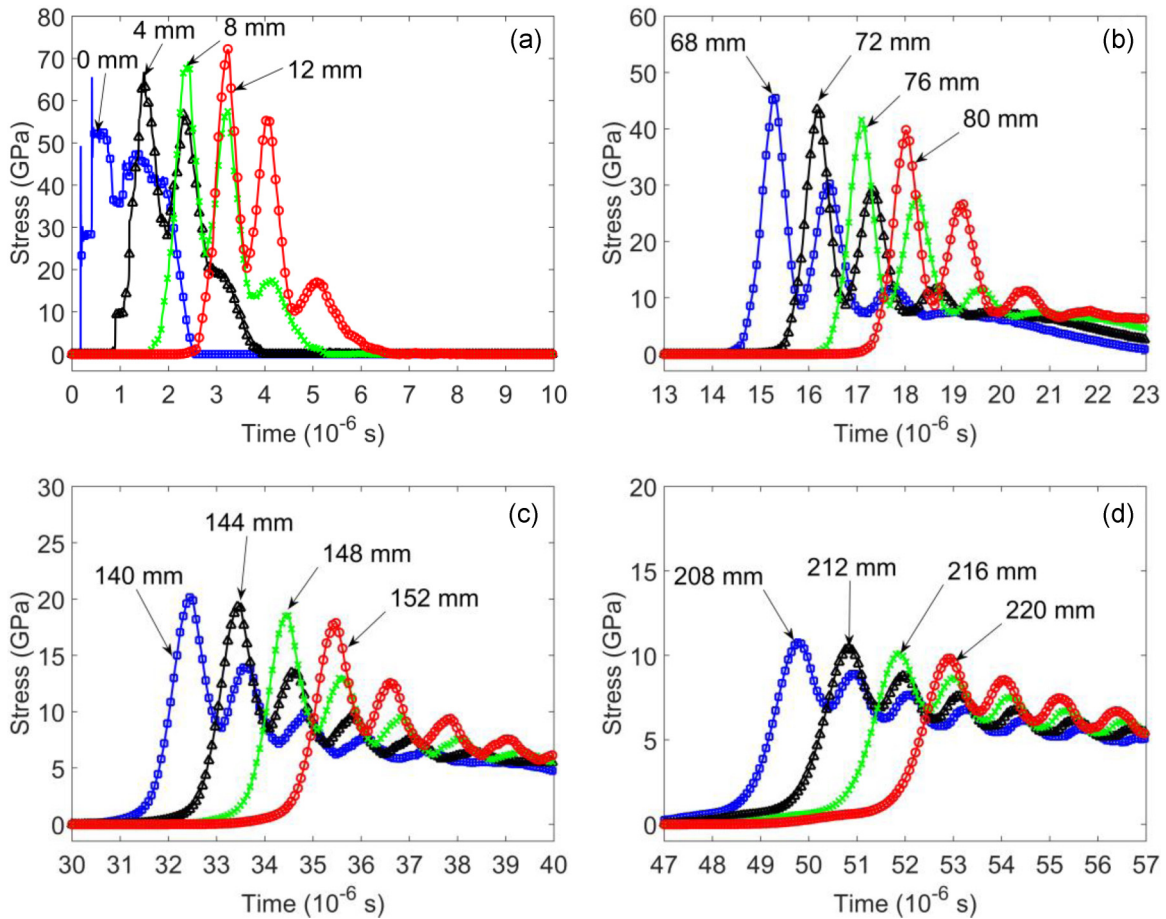 (a)
0 mm
4 mm
8 mm
12 mm
Stress (GPa)
80
70
60
50
40
30
20
10
0
0 1 2 3 4 5 6 7 8 9 10
Time (10-6 s)
(b)
68 mm
72 mm
76 mm
80 mm
Stress (GPa)
60
50
40
30
20
10
0
13 14 15 16 17 18 19 20 21 22 23
Time (10-6 s)
(c)
140 mm
144 mm
148 mm
152 mm
Stress (GPa)
30
25
20
15
10
5
0
30 31 32 33 34 35 36 37 38 39 40
Time (10-6 s)
(d)
208 mm
212 mm
216 mm
220 mm
Stress (GPa)
20
15
10
5
0
47 48 49 50 51 52 53 54 55 56 57
Time (10-6 s)